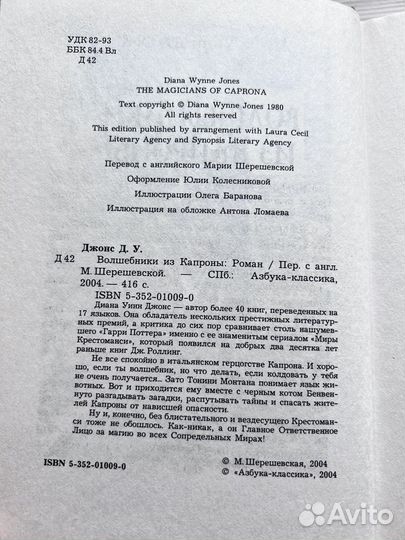 УДК 82-93
ББК 84.4 Вл
Д 42
Diana Wynne Jones
THE MAGICIANS OF CAPRONA
Text copyright © Diana Wynne Jones 1980
All rights reserved
This edition published by arrangement with Laura Cecil
Literary Agency and Synopsis Literary Agency
Перевод с английского Марии Шерешевской
Оформление Юлии Колесниковой
Иллюстрации Олега Баранова
Иллюстрация на обложке Антона Ломаева
Джонс Д. У.
Д 42 Волшебники из Капроны: Роман / Пер. с англ.
М. Шерешевской. — СПб.: Азбука-классика,
2004. — 416 с.
ISBN 5-352-01009-0
Диана Уинн Джонс — автор более 40 книг, переведенных на
17 языков. Она обладатель нескольких престижных литератур-
ных премий, а критика до сих пор сравнивает столь нашумев-
шего «Гарри Поттера» именно с ее знаменитым сериалом «Миры
Крестоманси», который появился на добрых два десятка лет
раньше книг Дж. Роллинг.
Не все спокойно в итальянском герцогстве Капрона. И хоро-
шо, если ты волшебник, но что делать, если колдовать у тебя
не очень получается... Зато Тонини Монтана понимает язык жи-
вотных. Вот и приходится ему вместе с черным котом Бенвен-
нуто разгадывать загадки, распутывать тайны и спасать жите-
лей Капроны от нависшей опасности.
Ну и, конечно, без блистательного и вездесущего Крестоман-
си тоже не обошлось. Как-никак, а он Главное Ответственное
Лицо за магию во всех Сопредельных Мирах!
© М. Шерешевская, 2004
ISBN 5-352-01009-0 © «Азбука-классика», 2004
Avito